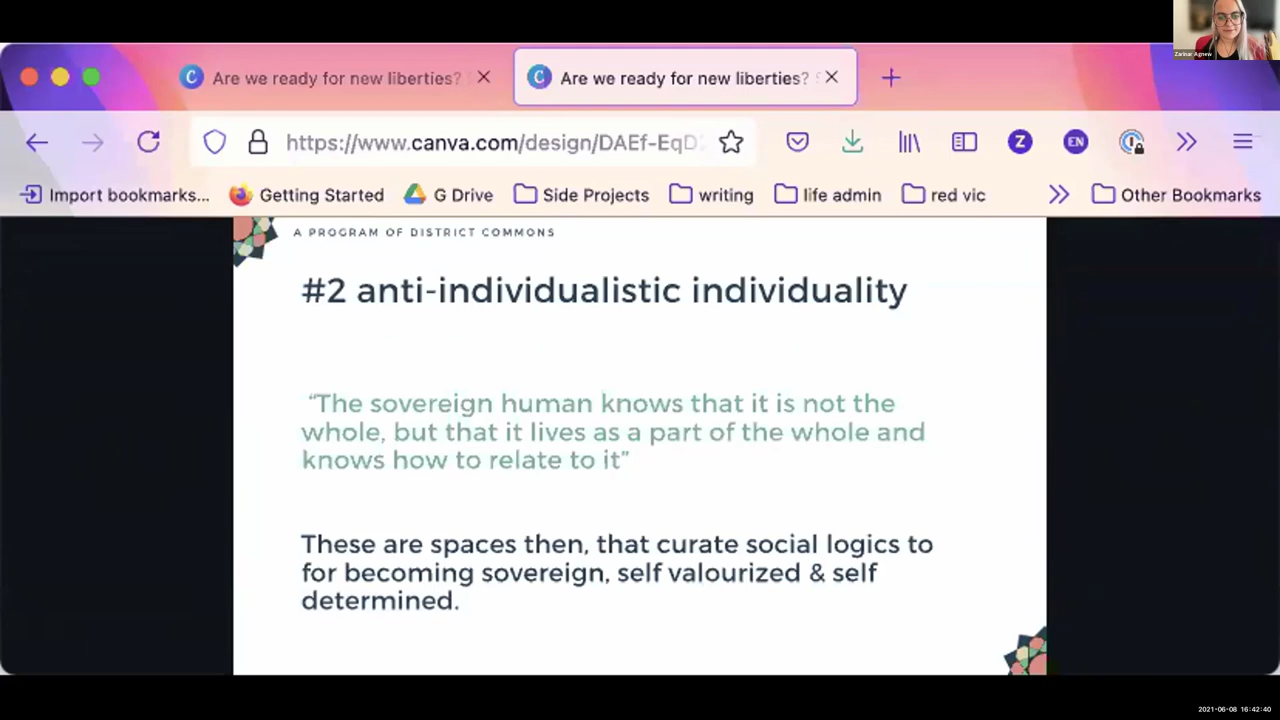 Zarinah Agnew
Are we ready for new liberties?
Are we ready for new liberties?
https://www.canva.com/design/DAEf-EqD
Z
EN
Import bookmarks...
Getting Started
G Drive
Side Projects
writing
life admin
red vic
Other Bookmarks
A PROGRAM OF DISTRICT COMMONS
#2 anti-individualistic individuality
“The sovereign human knows that it is not the
whole, but that it lives as a part of the whole and
knows how to relate to it”
These are spaces then, that curate social logics to
for becoming sovereign, self valourized & self
determined.
2021-06-08 16:42:40